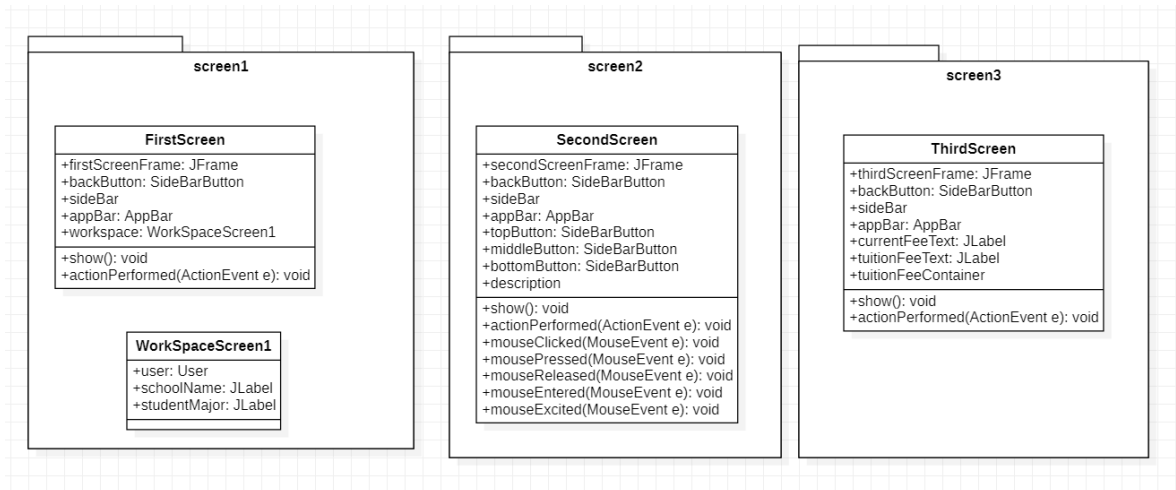 screen1
FirstScreen
+firstScreenFrame: JFrame
+backButton: SideBarButton
+sideBar
+appBar: AppBar
+workspace: WorkSpaceScreen1
+show(): void
+actionPerformed(ActionEvent e): void
WorkSpaceScreen1
+user: User
+schoolName: JLabel
+studentMajor: JLabel
screen2
SecondScreen
+secondScreenFrame: JFrame
+backButton: SideBarButton
+sideBar
+appBar: AppBar
+topButton: SideBarButton
+middleButton: SideBarButton
+bottomButton: SideBarButton
+description
+show(): void
+actionPerformed(ActionEvent e): void
+mouseClicked(MouseEvent e): void
+mousePressed(MouseEvent e): void
+mouseReleased(MouseEvent e): void
+mouseEntered(MouseEvent e): void
+mouseExcited(MouseEvent e): void
screen3
ThirdScreen
+thirdScreenFrame: JFrame
+backButton: SideBarButton
+sideBar
+appBar: AppBar
+currentFeeText: JLabel
+tuitionFeeText: JLabel
+tuitionFeeContainer
+show(): void
+actionPerformed(ActionEvent e): void